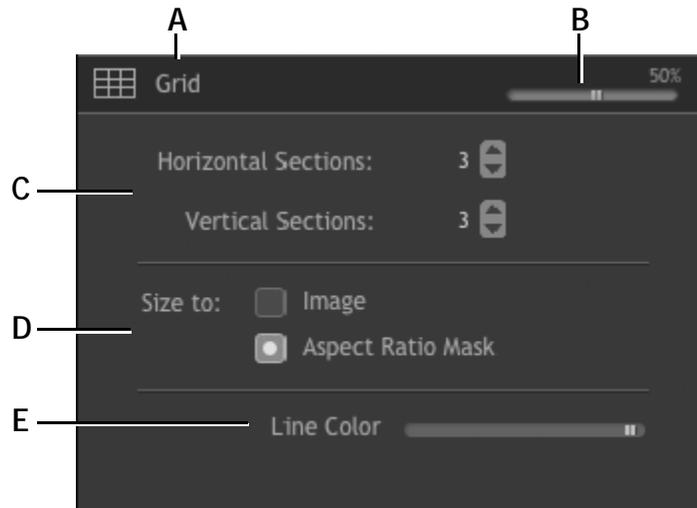 A B
Grid 50%
C
Horizontal Sections: 3
Vertical Sections: 3
D
Size to: Image
Aspect Ratio Mask
E
Line Color